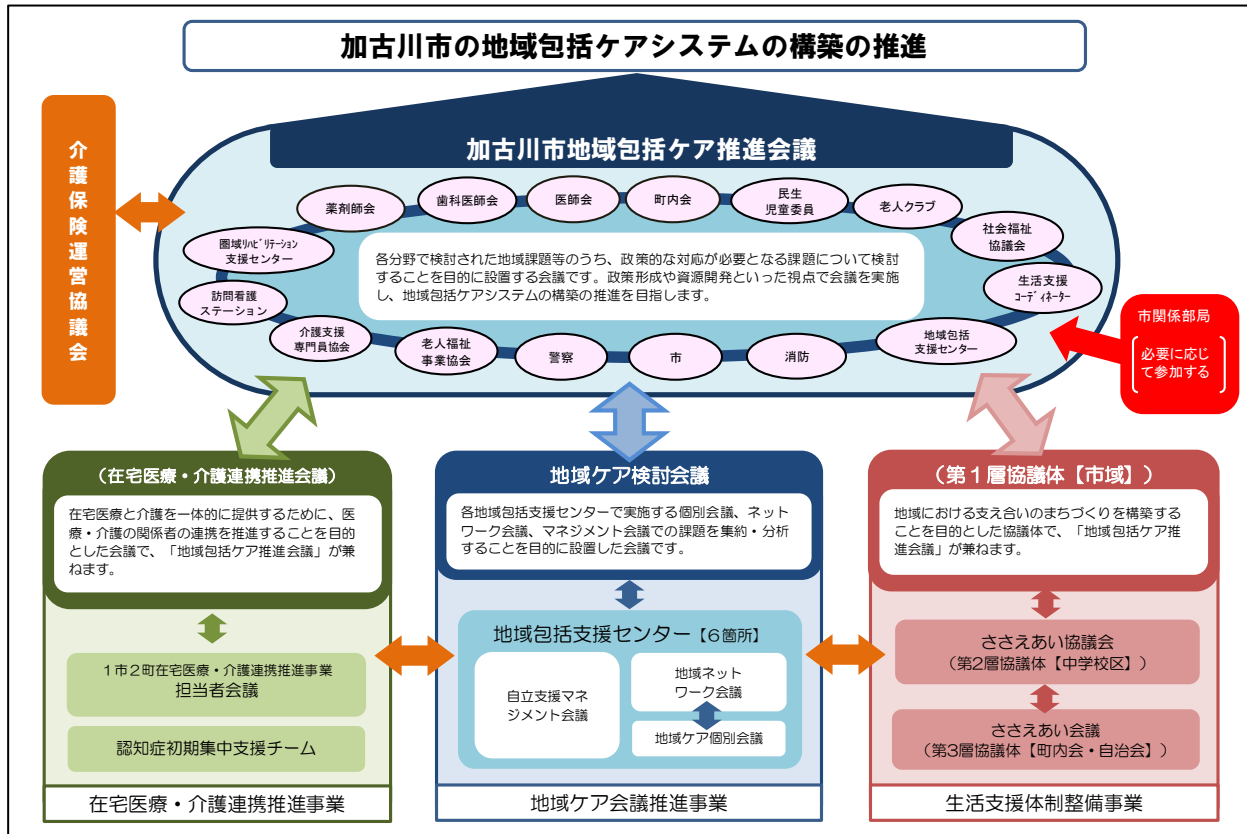 加古川市の地域包括ケアシステムの構築の推進
介護保険運営協議会
加古川市地域包括ケア推進会議
薬剤師会
歯科医師会
医師会
町内会
民生
児童委員
老人クラブ
社会福祉
協議会
生活支援
ｺｰﾃﾞｨﾈｰﾀｰ
圏域ﾘﾊﾋﾞﾘﾃｰｼｮﾝ
支援センター
訪問看護
ステーション
介護支援
専門員協会
老人福祉
事業協会
警察
市
消防
地域包括
支援センター
各分野で検討された地域課題等のうち、政策的な対応が必要となる課題について検討
することを目的に設置する会議です。政策形成や資源開発といった視点で会議を実施
し、地域包括ケアシステムの構築の推進を目指します。
市関係部局
必要に応じ
て参加する
（在宅医療・介護連携推進会議）
在宅医療と介護を一体的に提供するために、医
療・介護の関係者の連携を推進することを目的
とした会議で、「地域包括ケア推進会議」が兼
ねます。
1市2町在宅医療・介護連携推進事業
担当者会議
認知症初期集中支援チーム
在宅医療・介護連携推進事業
地域ケア検討会議
各地域包括支援センターで実施する個別会議、ネット
ワーク会議、マネジメント会議での課題を集約・分析
することを目的に設置した会議です。
地域包括支援センター【6箇所】
自立支援マネ
ジメント会議
地域ネット
ワーク会議
地域ケア個別会議
地域ケア会議推進事業
（第１層協議体【市域】）
地域における支え合いのまちづくりを構築する
ことを目的とした協議体で、「地域包括ケア推
進会議」が兼ねます。
ささえあい協議会
（第2層協議体【中学校区】）
ささえあい会議
（第3層協議体【町内会・自治会】）
生活支援体制整備事業